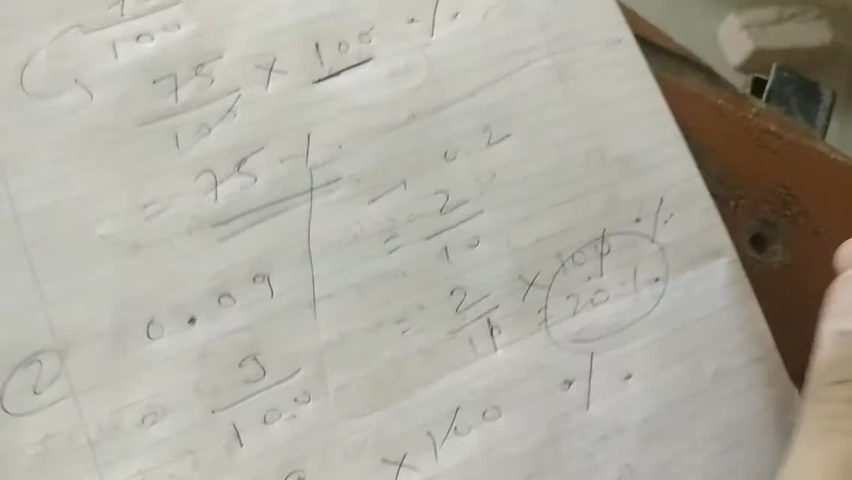 75/100 × 100 %
= 75 %
→ 0.2
= 2/10
= 2/10 × 100 %
= 20 %
② 0.09
= 9/100
× 100 %